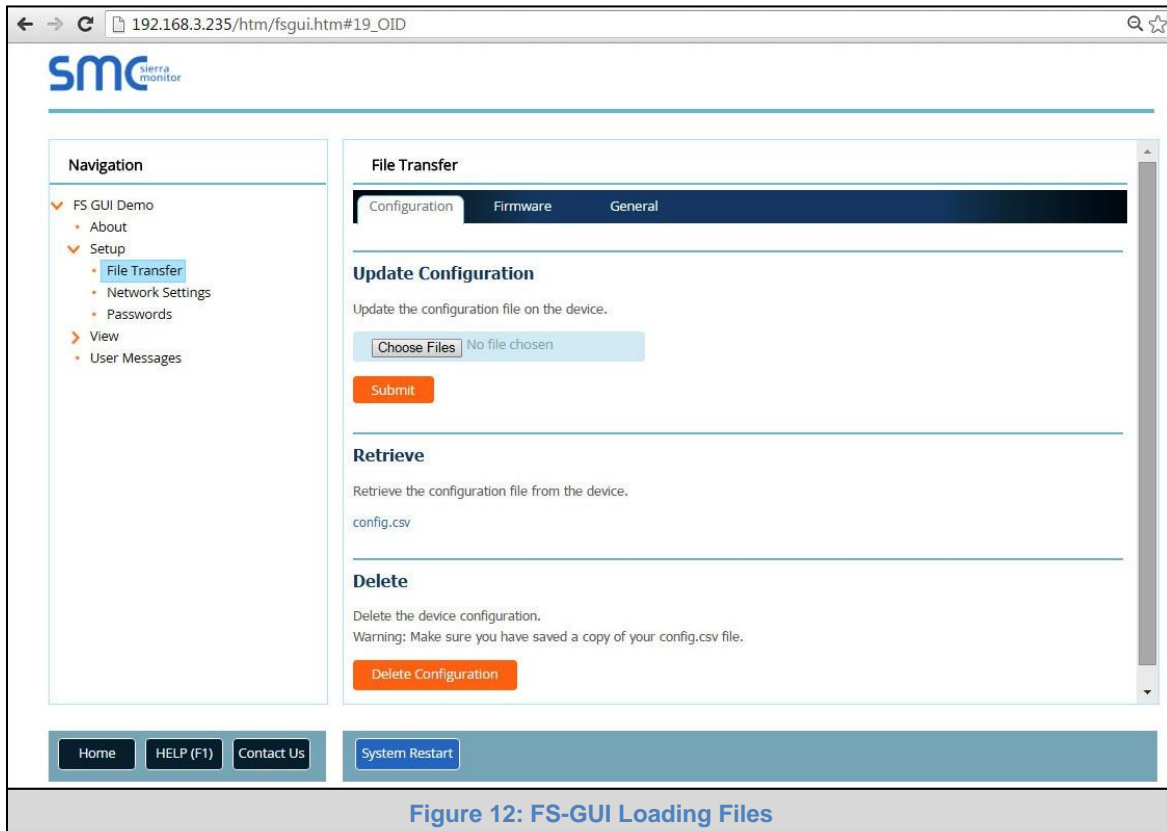 192.168.3.235/htm/fsgui.htm#19_OID
SMC sierra monitor
Navigation
FS GUI Demo
About
Setup
File Transfer
Network Settings
Passwords
View
User Messages
File Transfer
Configuration Firmware General
Update Configuration
Update the configuration file on the device.
Choose Files No file chosen
Submit
Retrieve
Retrieve the configuration file from the device.
config.csv
Delete
Delete the device configuration.
Warning: Make sure you have saved a copy of your config.csv file.
Delete Configuration
Home HELP (F1) Contact Us System Restart
Figure 12: FS-GUI Loading Files